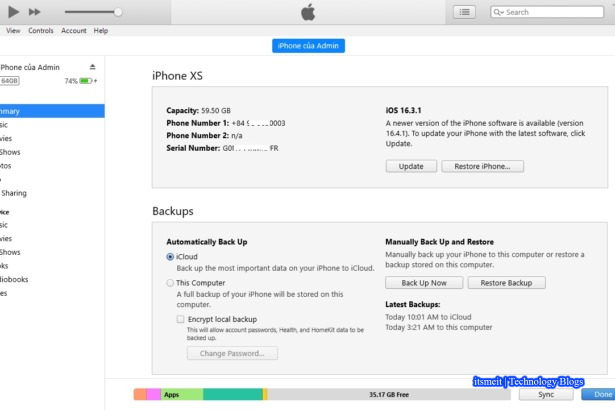 Search
View Controls Account Help
iPhone của Admin
iPhone của Admin
64GB 74%
mmary
sic
vies
Shows
tos
Sharing
vice
sic
vies
Shows
ks
diobooks
es
iPhone XS
Capacity: 59.50 GB
Phone Number 1: +84 9 0003
Phone Number 2: n/a
Serial Number: G0 FR
iOS 16.3.1
A newer version of the iPhone software is available (version
16.4.1). To update your iPhone with the latest software, click
Update.
Update Restore iPhone...
Backups
Automatically Back Up
iCloud
Back up the most important data on your iPhone to iCloud.
This Computer
A full backup of your iPhone will be stored on this
computer.
Encrypt local backup
This will allow account passwords, Health, and HomeKit data to be
backed up.
Change Password...
Manually Back Up and Restore
Manually back up your iPhone to this computer or restore a
backup stored on this computer.
Back Up Now Restore Backup
Latest Backups:
Today 10:01 AM to iCloud
Today 3:21 AM to this computer
itsmeit | Technology Blogs
Apps 35.17 GB Free Sync Done